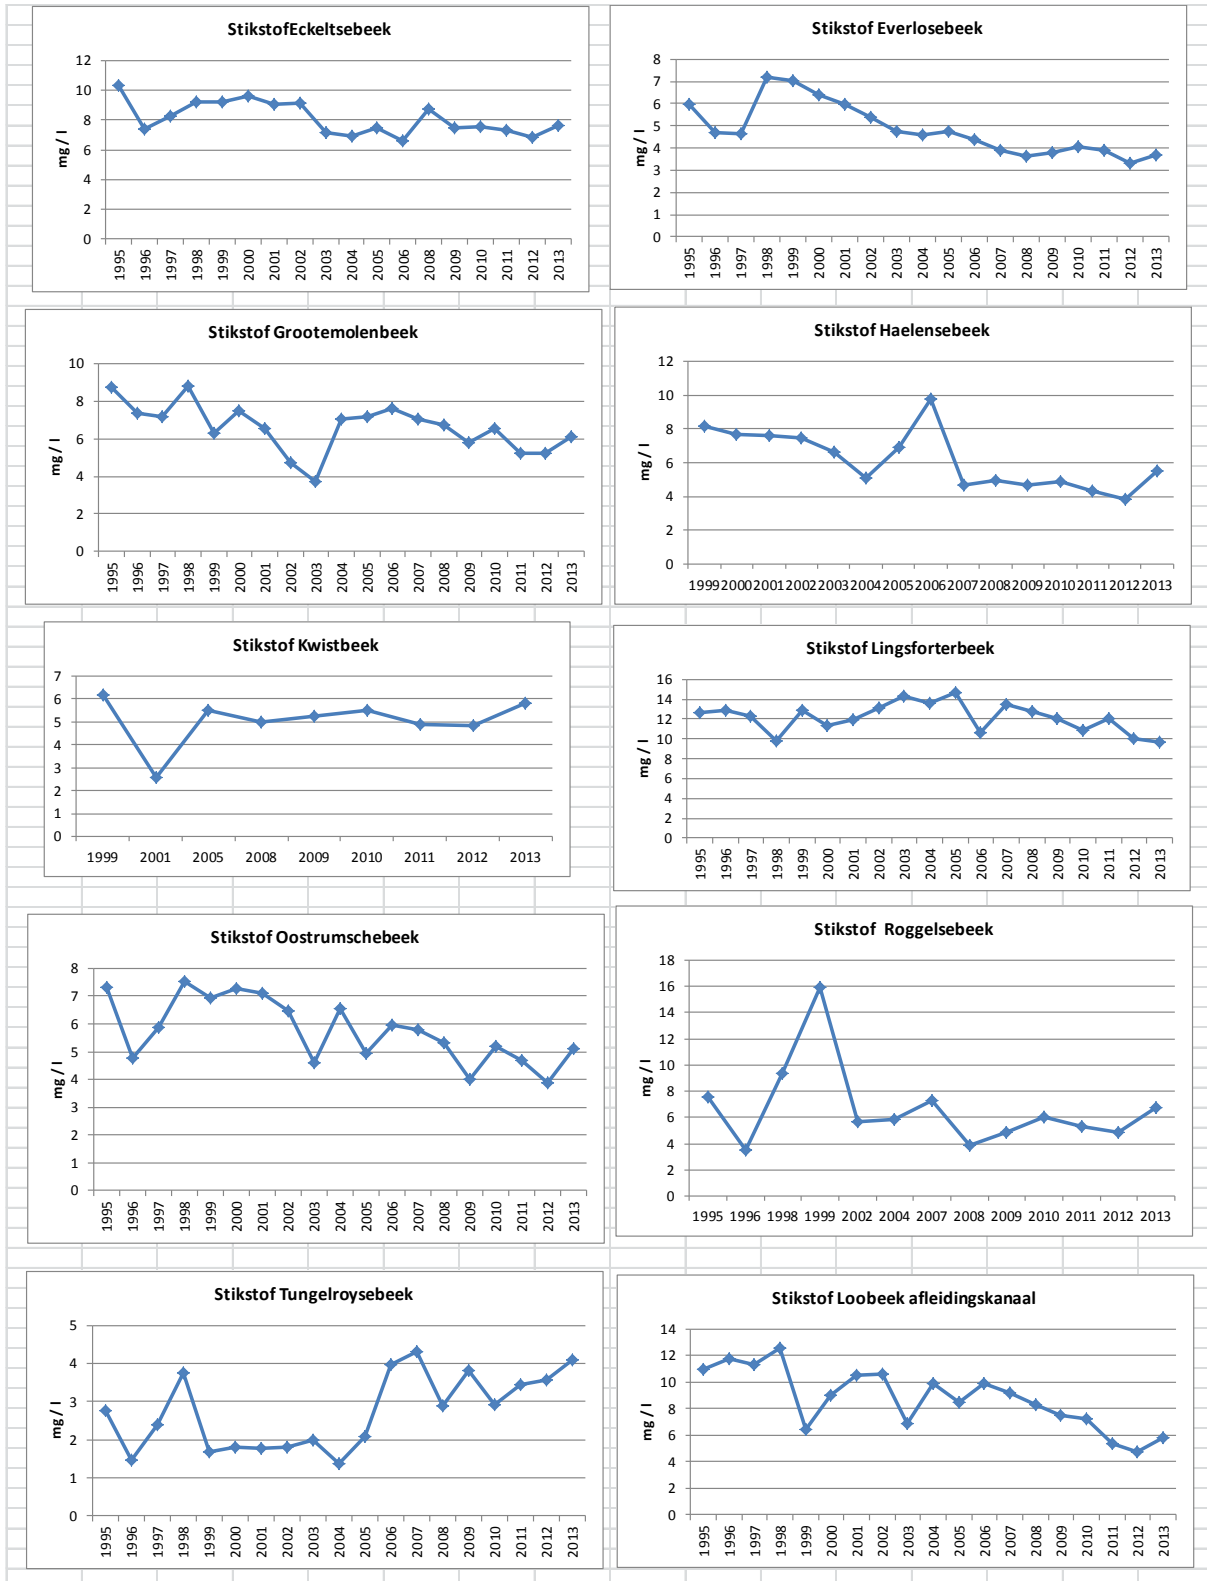 StikstofEckeltsebeek
12
10
8
6
4
2
0
mg / l
1995 1996 1997 1998 1999 2000 2001 2002 2003 2004 2005 2006 2008 2009 2010 2011 2012 2013
Stikstof Everlosebeek
8
7
6
5
4
3
2
1
0
mg / l
1995 1996 1997 1998 1999 2000 2001 2002 2003 2004 2005 2006 2007 2008 2009 2010 2011 2012 2013
Stikstof Grootemolenbeek
10
8
6
4
2
0
mg / l
1995 1996 1997 1998 1999 2000 2001 2002 2003 2004 2005 2006 2007 2008 2009 2010 2011 2012 2013
Stikstof Haelensebeek
12
10
8
6
4
2
0
mg / l
1999 2000 2001 2002 2003 2004 2005 2006 2007 2008 2009 2010 2011 2012 2013
Stikstof Kwistbeek
7
6
5
4
3
2
1
0
1999 2001 2005 2008 2009 2010 2011 2012 2013
Stikstof Lingsforterbeek
16
14
12
10
8
6
4
2
0
mg / l
1995 1996 1997 1998 1999 2000 2001 2002 2003 2004 2005 2006 2007 2008 2009 2010 2011 2012 2013
Stikstof Oostrumschebeek
8
7
6
5
4
3
2
1
0
mg / l
1995 1996 1997 1998 1999 2000 2001 2002 2003 2004 2005 2006 2007 2008 2009 2010 2011 2012 2013
Stikstof Roggelsebeek
18
16
14
12
10
8
6
4
2
0
mg / l
1995 1996 1998 1999 2002 2004 2007 2008 2009 2010 2011 2012 2013
Stikstof Tungelroysebeek
5
4
3
2
1
0
mg / l
1995 1996 1997 1998 1999 2000 2001 2002 2003 2004 2005 2006 2007 2008 2009 2010 2011 2012 2013
Stikstof Loobeek afleidingskanaal
14
12
10
8
6
4
2
0
mg / l
1995 1996 1997 1998 1999 2000 2001 2002 2003 2004 2005 2006 2007 2008 2009 2010 2011 2012 2013